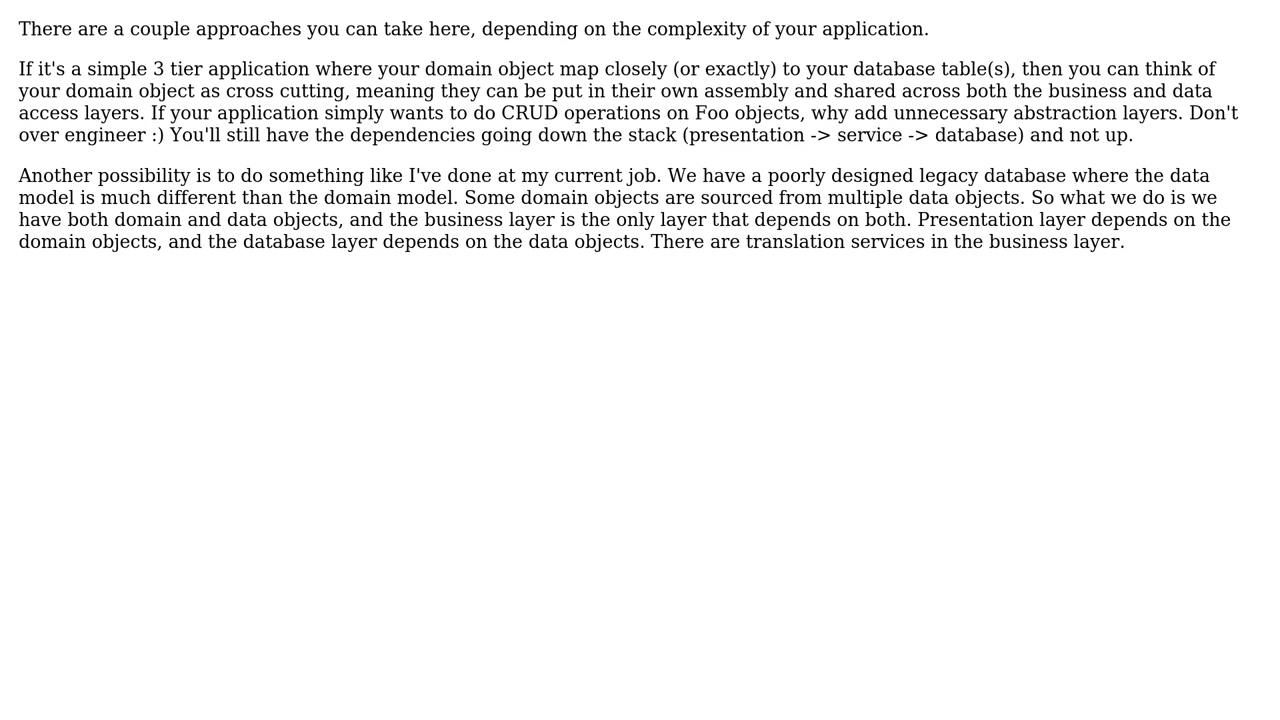 There are a couple approaches you can take here, depending on the complexity of your application.
If it's a simple 3 tier application where your domain object map closely (or exactly) to your database table(s), then you can think of
your domain object as cross cutting, meaning they can be put in their own assembly and shared across both the business and data
access layers. If your application simply wants to do CRUD operations on Foo objects, why add unnecessary abstraction layers. Don't
over engineer :) You'll still have the dependencies going down the stack (presentation -> service -> database) and not up.
Another possibility is to do something like I've done at my current job. We have a poorly designed legacy database where the data
model is much different than the domain model. Some domain objects are sourced from multiple data objects. So what we do is we
have both domain and data objects, and the business layer is the only layer that depends on both. Presentation layer depends on the
domain objects, and the database layer depends on the data objects. There are translation services in the business layer.